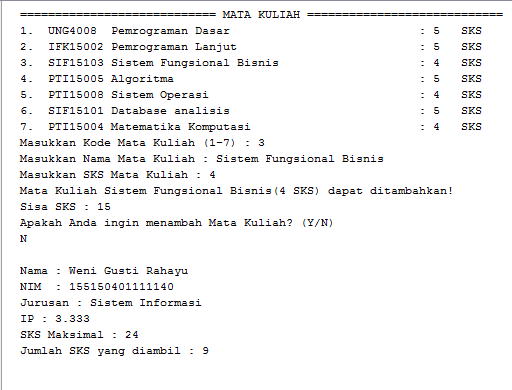 ============================ MATA KULIAH ============================
1.  UNG4008  Pemrograman Dasar : 5  SKS
2.  IFK15002 Pemrograman Lanjut : 5  SKS
3.  SIF15103 Sistem Fungsional Bisnis : 4  SKS
4.  PTI15005 Algoritma : 5  SKS
5.  PTI15008 Sistem Operasi : 4  SKS
6.  SIF15101 Database analisis : 5  SKS
7.  PTI15004 Matematika Komputasi : 4  SKS
Masukkan Kode Mata Kuliah (1-7) : 3
Masukkan Nama Mata Kuliah : Sistem Fungsional Bisnis
Masukkan SKS Mata Kuliah : 4
Mata Kuliah Sistem Fungsional Bisnis(4 SKS) dapat ditambahkan!
Sisa SKS : 15
Apakah Anda ingin menambah Mata Kuliah? (Y/N)
N
Nama : Weni Gusti Rahayu
NIM  : 155150401111140
Jurusan : Sistem Informasi
IP : 3.333
SKS Maksimal : 24
Jumlah SKS yang diambil : 9